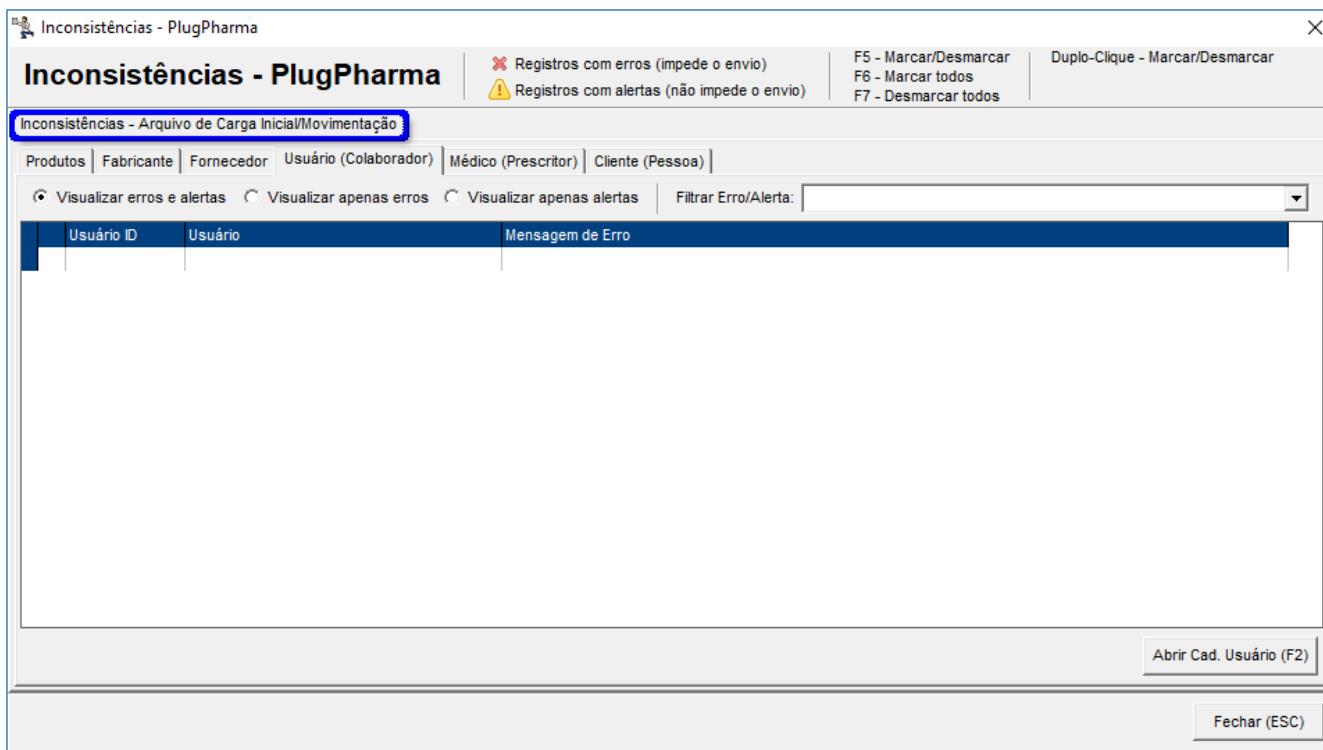 Inconsistências - PlugPharma
Inconsistências - PlugPharma
Registros com erros (impede o envio)
Registros com alertas (não impede o envio)
F5 - Marcar/Desmarcar
F6 - Marcar todos
F7 - Desmarcar todos
Duplo-Clique - Marcar/Desmarcar
Inconsistências - Arquivo de Carga Inicial/Movimentação
Produtos Fabricante Fornecedor Usuário (Colaborador) Médico (Prescritor) Cliente (Pessoa)
Visualizar erros e alertas Visualizar apenas erros Visualizar apenas alertas Filtrar Erro/Alerta:
Usuário ID Usuário Mensagem de Erro
Abrir Cad. Usuário (F2)
Fechar (ESC)